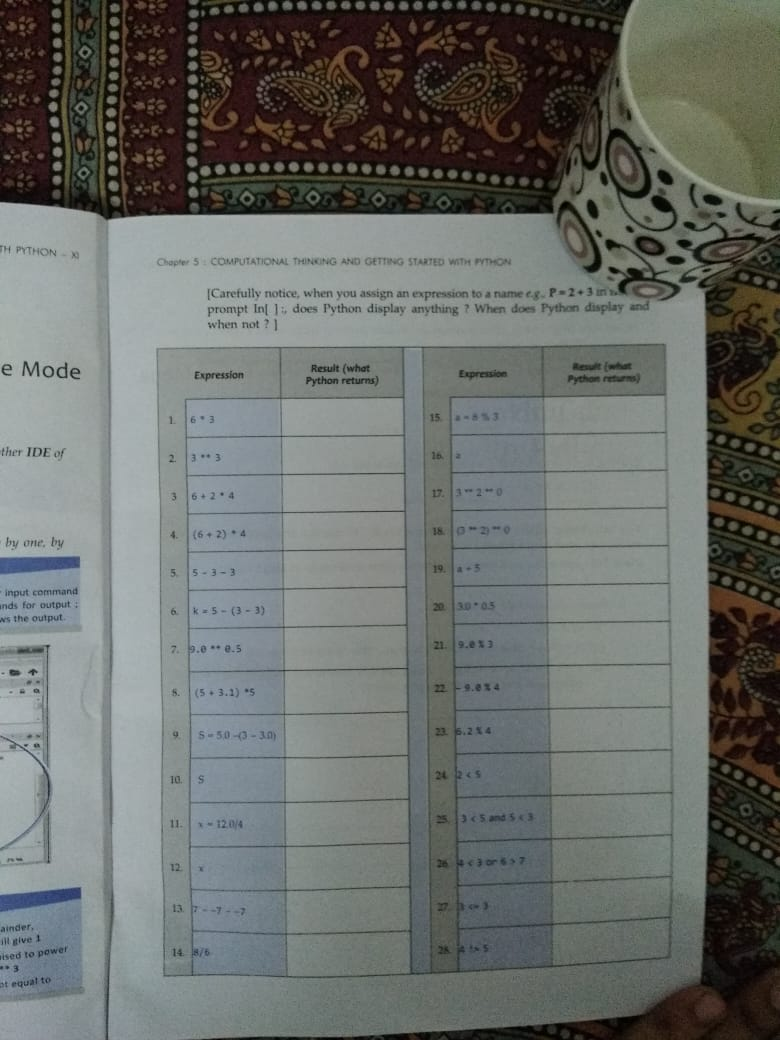 TH PYTHON – XI
e Mode
ther IDE of
by one, by
input command
nds for output ;
ws the output.
ainder,
ill give 1
ised to power
** 3
ot equal to
Chapter 5 : COMPUTATIONAL THINKING AND GETTING STARTED WITH PYTHON
[Carefully notice, when you assign an expression to a name e.g., P = 2 + 3 in
prompt In[ ]:, does Python display anything ? When does Python display and
when not ? ]
Expression Result (what Python returns) Expression Result (what Python returns)
1. 6 * 3 15. a = 8 % 3
2. 3 ** 3 16. a
3 6 + 2 * 4 17. 3 ** 2 ** 0
4. (6 + 2) * 4 18. (3 ** 2) ** 0
5. 5 – 3 – 3 19. a + 5
6. k = 5 – (3 – 3) 20. 3.0 * 0.5
7. 9.0 ** 0.5 21. 9.0 % 3
8. (5 + 3.1) *5 22. – 9.0 % 4
9. S = 5.0 –(3 – 3.0) 23. 6.2 % 4
10. S 24. 2 < 5
11. x = 12.0/4 25. 3 < 5 and 5 < 3
12. x 26. 4 < 3 or 6 > 7
13. 7 – –7 – –7 27. 3 <= 3
14. 8/6 28. 4 != 5